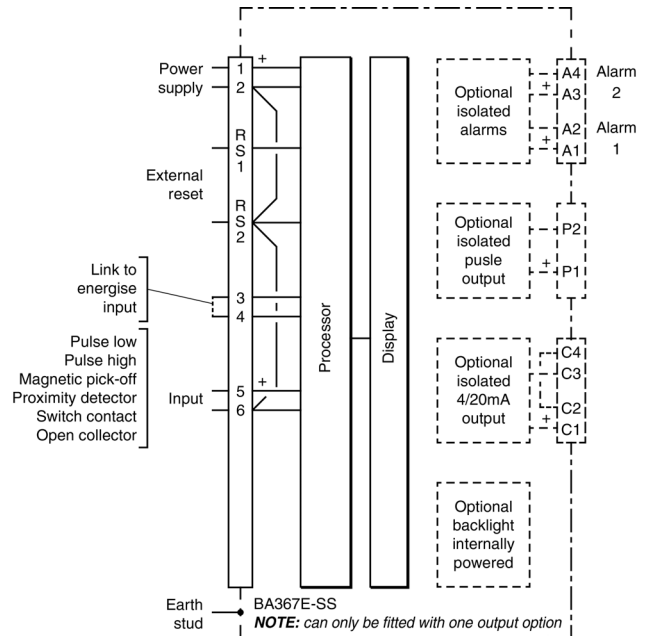 Power
supply
+
1
2
R
S
1
External
reset
R
S
2
Link to
energise
input
3
4
Pulse low
Pulse high
Magnetic pick-off
Proximity detector
Switch contact
Open collector
Input
+
5
6
Processor
Display
Optional
isolated
alarms
+
+
A4
A3
A2
A1
Alarm
2
Alarm
1
Optional
isolated
pusle
output
+
P2
P1
Optional
isolated
4/20mA
output
+
C4
C3
C2
C1
Optional
backlight
internally
powered
Earth
stud
BA367E-SS
NOTE: can only be fitted with one output option